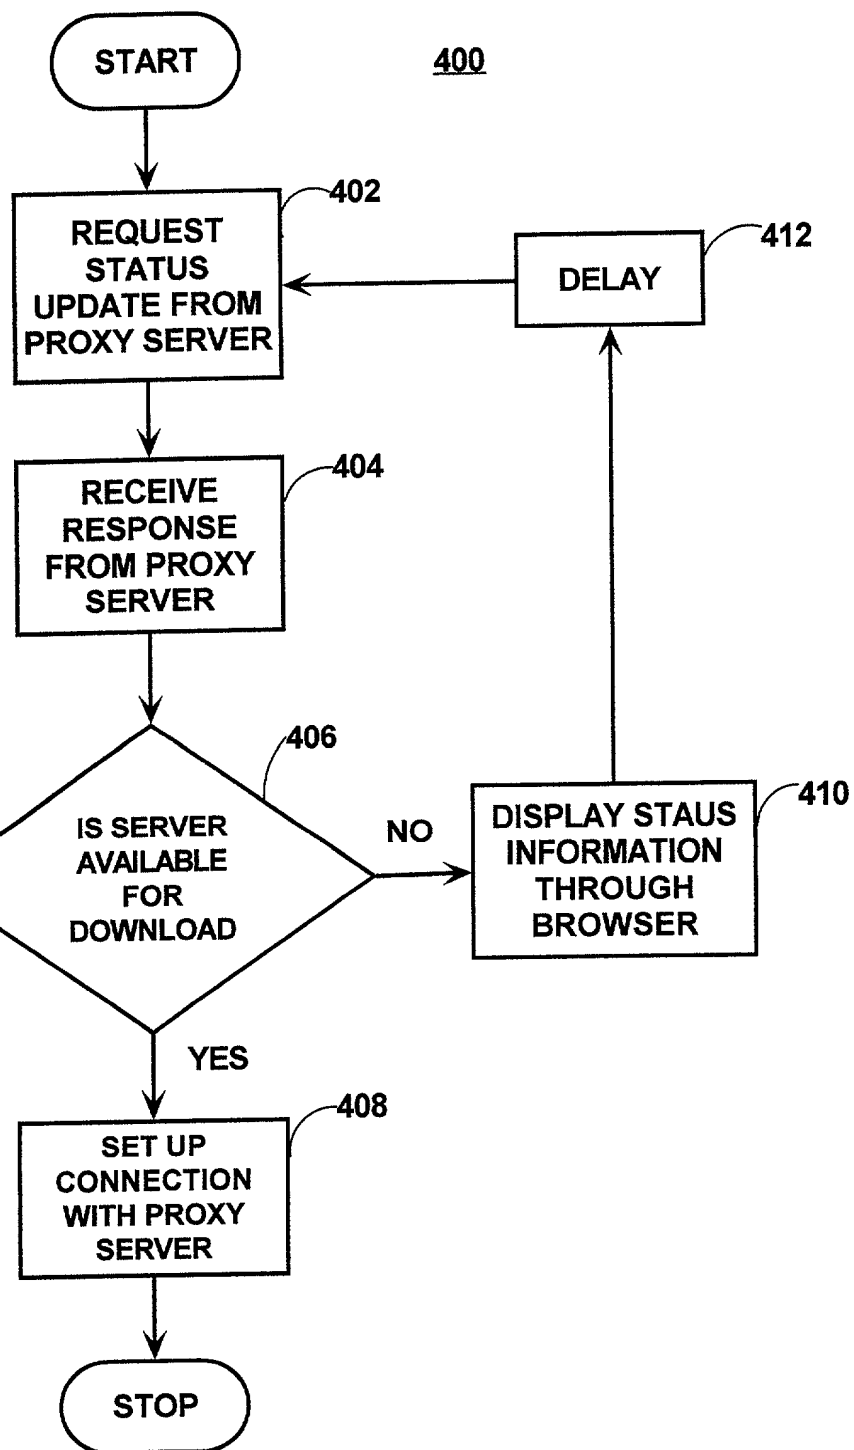 START
400
402
REQUEST
STATUS
UPDATE FROM
PROXY SERVER
412
DELAY
404
RECEIVE
RESPONSE
FROM PROXY
SERVER
406
IS SERVER
AVAILABLE
FOR
DOWNLOAD
NO
410
DISPLAY STAUS
INFORMATION
THROUGH
BROWSER
YES
408
SET UP
CONNECTION
WITH PROXY
SERVER
STOP